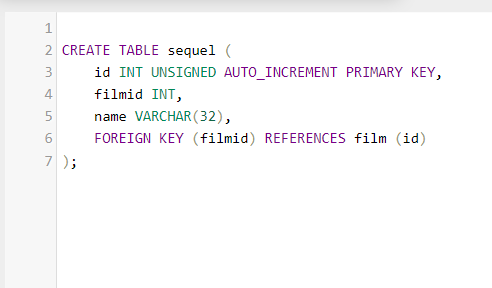 1
2 CREATE TABLE sequel (
3 id INT UNSIGNED AUTO_INCREMENT PRIMARY KEY,
4 filmid INT,
5 name VARCHAR(32),
6 FOREIGN KEY (filmid) REFERENCES film (id)
7 );